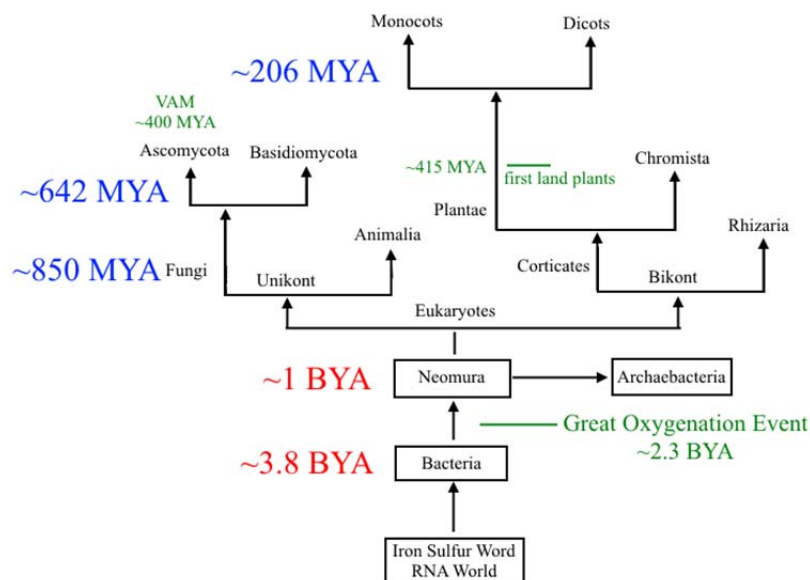 Monocots
Dicots
~206 MYA
VAM
~400 MYA
Ascomycota
Basidiomycota
~415 MYA
first land plants
Chromista
~642 MYA
Plantae
Rhizaria
Animalia
~850 MYA
Fungi
Unikont
Corticates
Bikont
Eukaryotes
~1 BYA
Neomura
Archaebacteria
Great Oxygenation Event
~2.3 BYA
~3.8 BYA
Bacteria
Iron Sulfur Word
RNA World